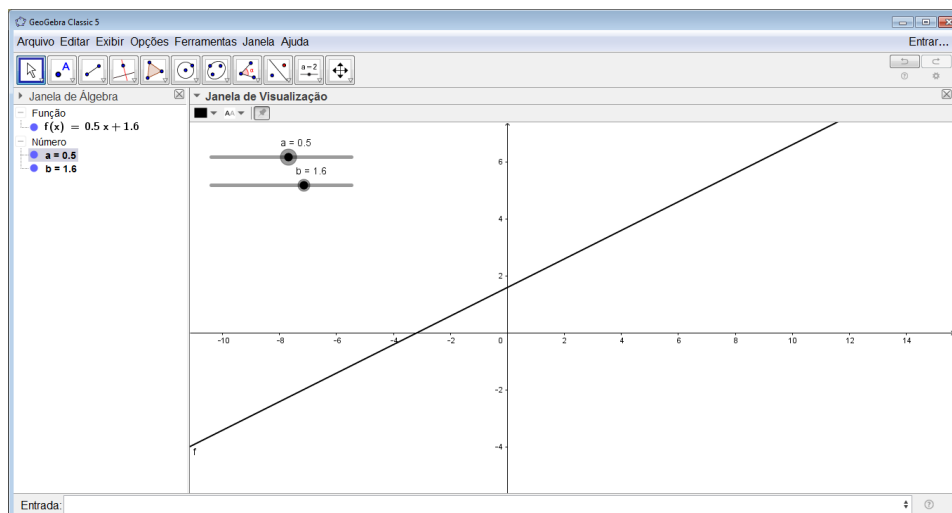 GeoGebra Classic 5
Arquivo Editar Exibir Opções Ferramentas Janela Ajuda Entrar...
A
α
a=2
Janela de Álgebra
Função
f(x) = 0.5 x + 1.6
Número
a = 0.5
b = 1.6
Janela de Visualização
AA
a = 0.5
b = 1.6
6
4
2
-10 -8 -6 -4 -2 0 2 4 6 8 10 12 14
-2
-4
f
Entrada: